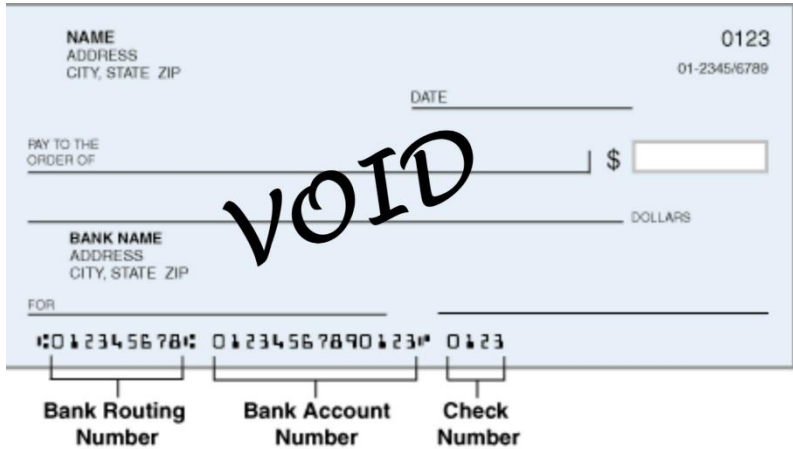 NAME
ADDRESS
CITY, STATE ZIP
0123
01-2345/6789
DATE
PAY TO THE
ORDER OF
$
VOID
DOLLARS
BANK NAME
ADDRESS
CITY, STATE ZIP
FOR
⑆012345678⑆ 01234567890123⑈ 0123
Bank Routing Number
Bank Account Number
Check Number